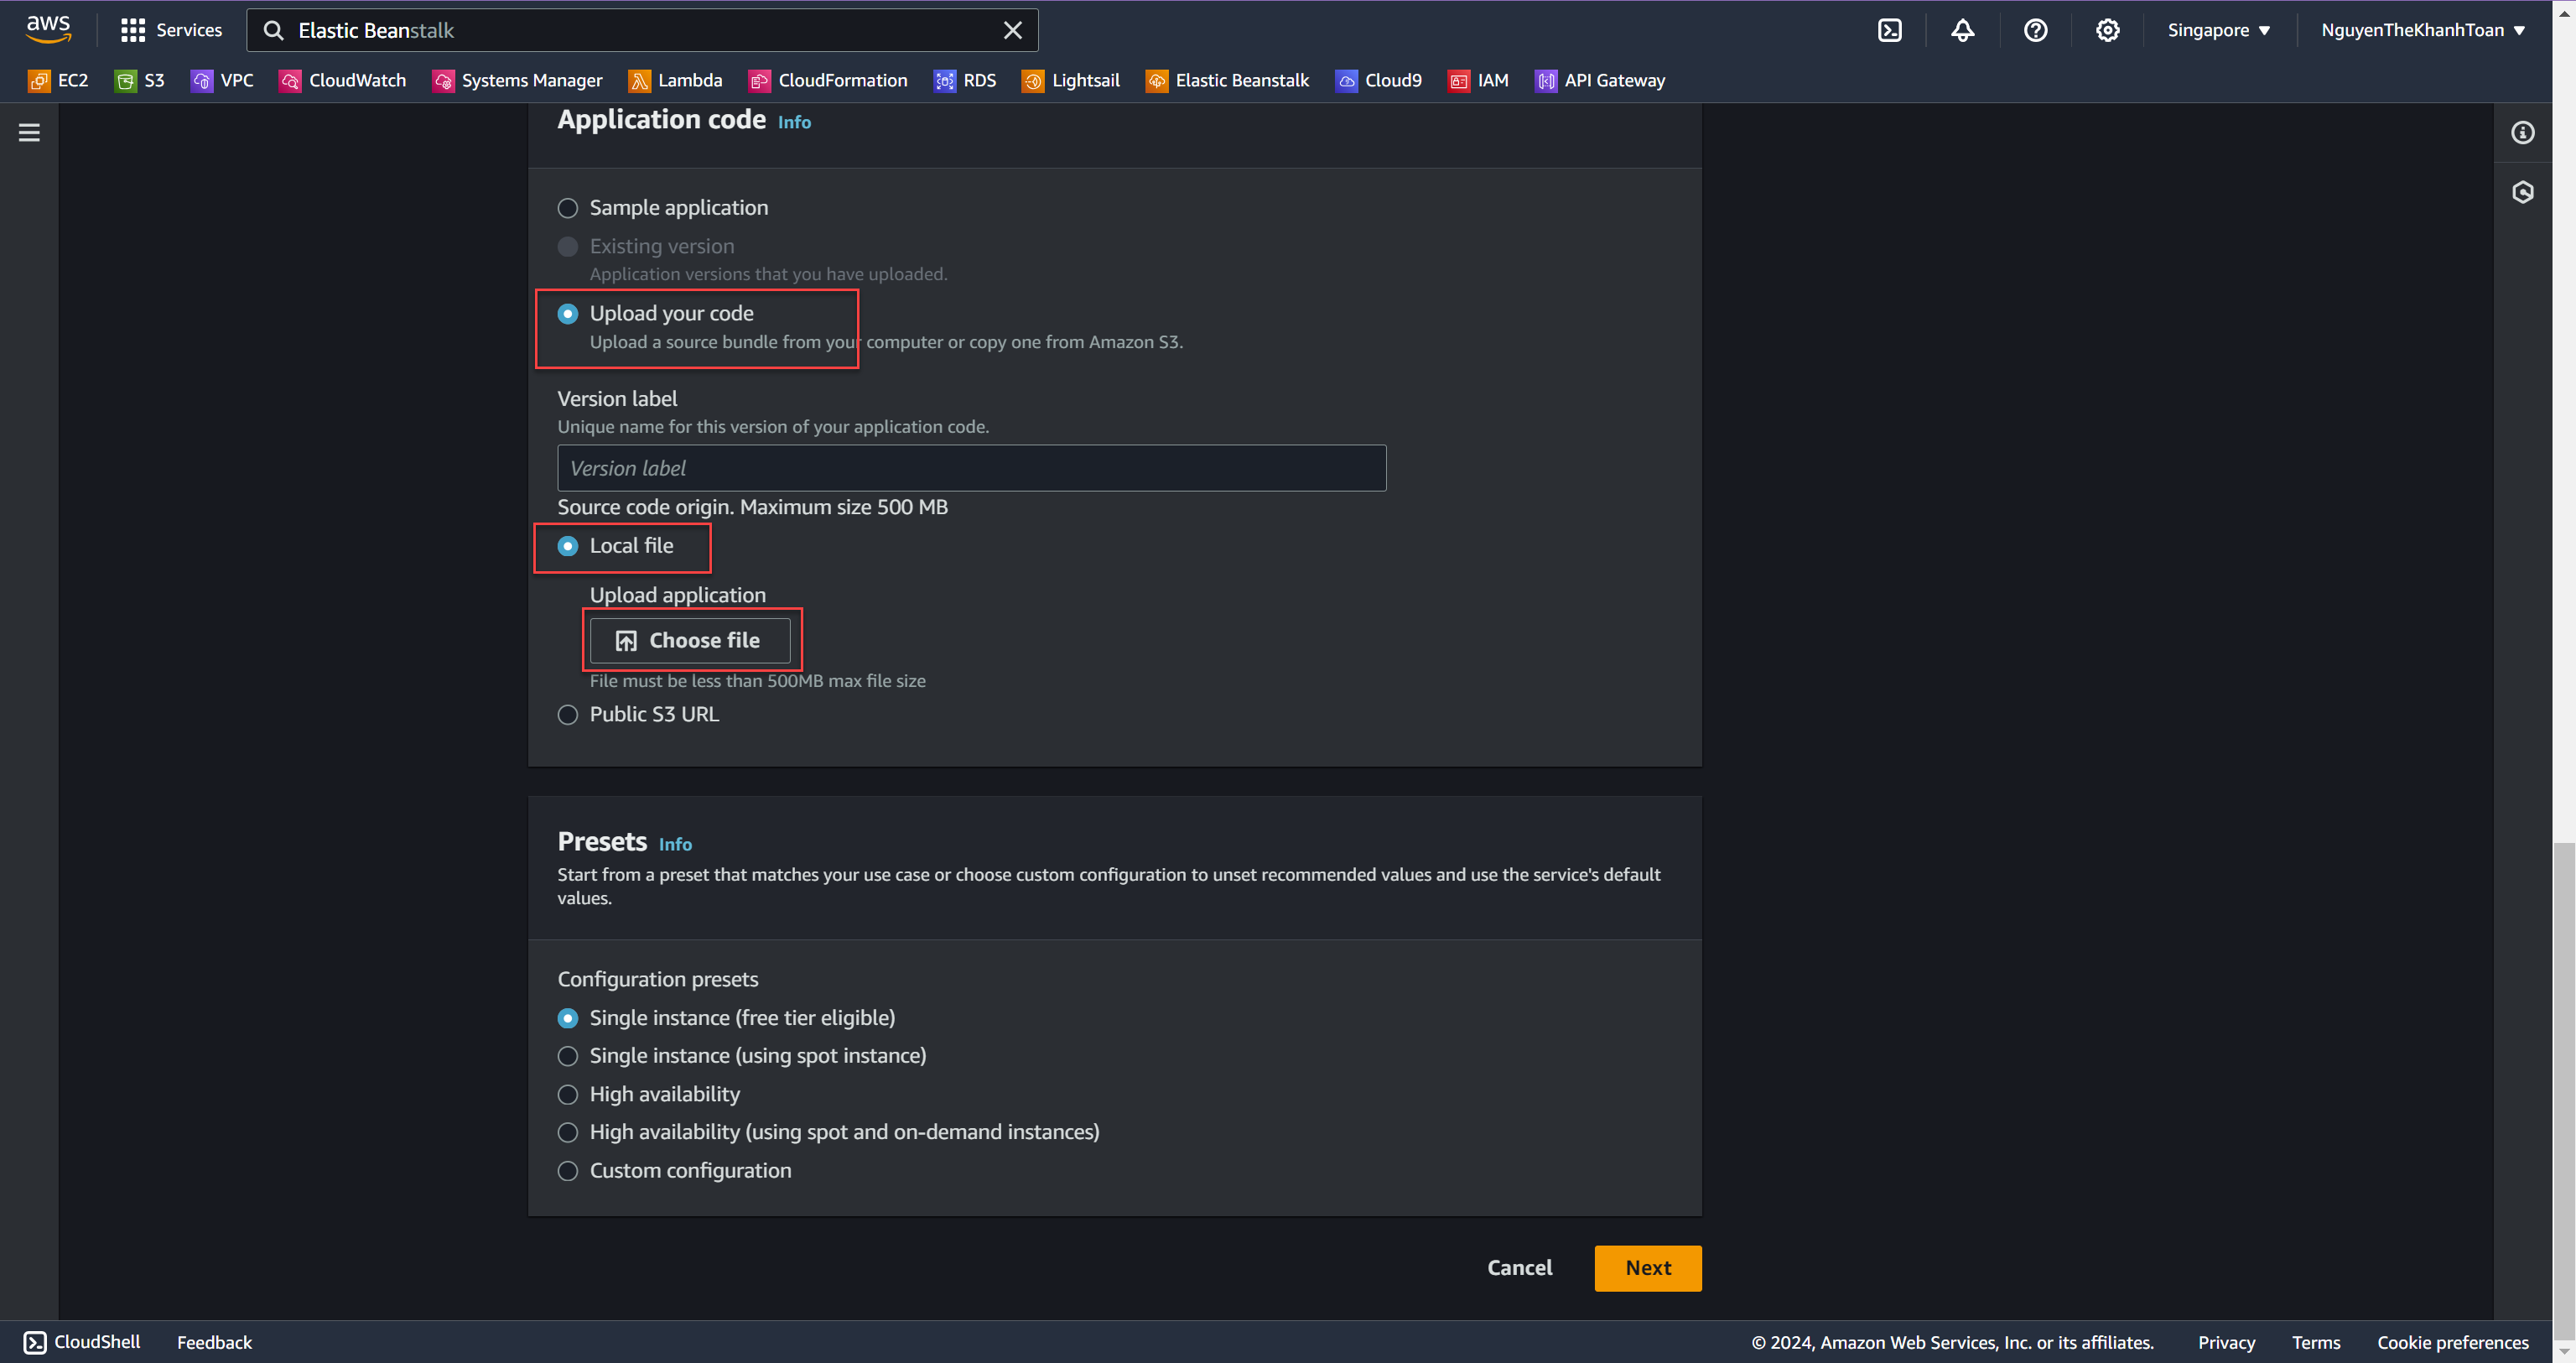 aws Services Elastic Beanstalk Singapore NguyenTheKhanhToan
EC2 S3 VPC CloudWatch Systems Manager Lambda CloudFormation RDS Lightsail Elastic Beanstalk Cloud9 IAM API Gateway
Application code Info
Sample application
Existing version
Application versions that you have uploaded.
Upload your code
Upload a source bundle from your computer or copy one from Amazon S3.
Version label
Unique name for this version of your application code.
Version label
Source code origin. Maximum size 500 MB
Local file
Upload application
Choose file
File must be less than 500MB max file size
Public S3 URL
Presets Info
Start from a preset that matches your use case or choose custom configuration to unset recommended values and use the service's default
values.
Configuration presets
Single instance (free tier eligible)
Single instance (using spot instance)
High availability
High availability (using spot and on-demand instances)
Custom configuration
Cancel Next
CloudShell Feedback © 2024, Amazon Web Services, Inc. or its affiliates. Privacy Terms Cookie preferences